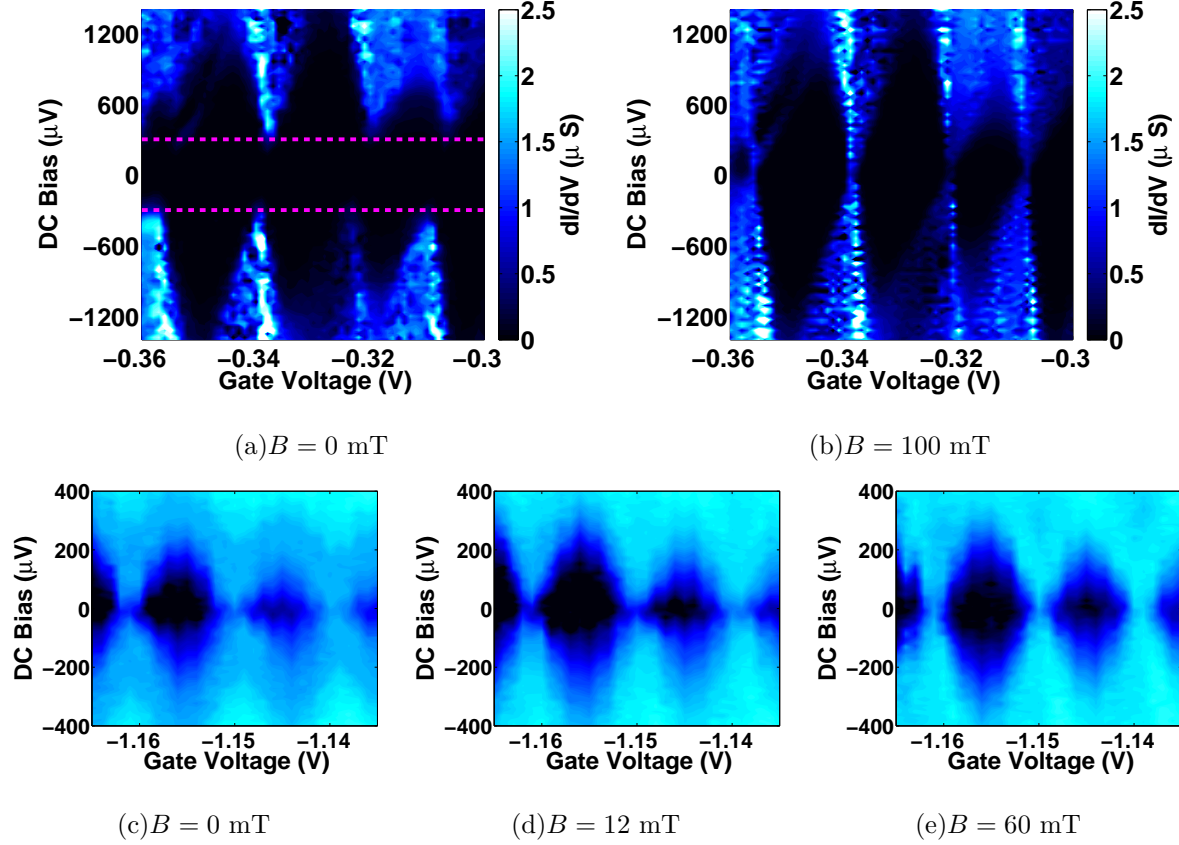 1200
600
0
−600
−1200
DC Bias (μV)
−0.36 −0.34 −0.32 −0.3
Gate Voltage (V)
2.5
2
1.5
1
0.5
0
dI/dV (μ S)
(a)B = 0 mT
1200
600
0
−600
−1200
DC Bias (μV)
−0.36 −0.34 −0.32 −0.3
Gate Voltage (V)
2.5
2
1.5
1
0.5
0
dI/dV (μ S)
(b)B = 100 mT
400
200
0
−200
−400
DC Bias (μV)
−1.16 −1.15 −1.14
Gate Voltage (V)
(c)B = 0 mT
400
200
0
−200
−400
DC Bias (μV)
−1.16 −1.15 −1.14
Gate Voltage (V)
(d)B = 12 mT
400
200
0
−200
−400
DC Bias (μV)
−1.16 −1.15 −1.14
Gate Voltage (V)
(e)B = 60 mT